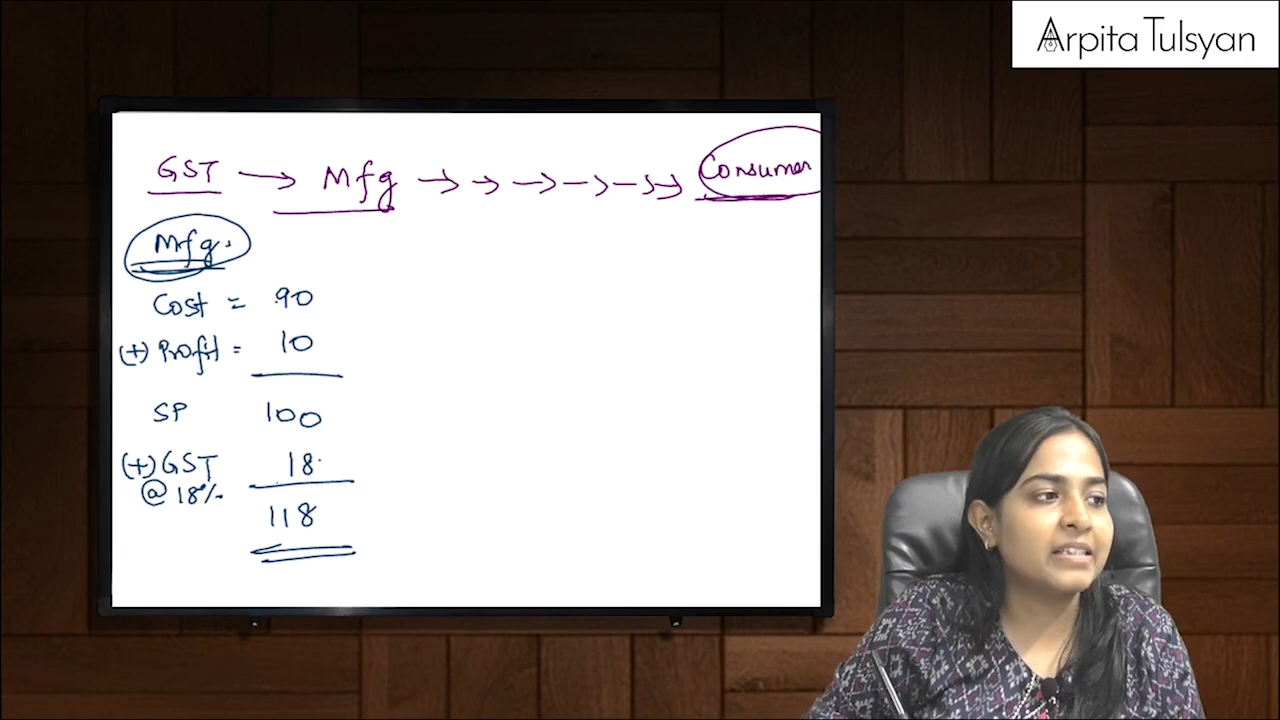 Arpita Tulsyan
GST → Mfg → → → → → → Consumer
Mfg.
Cost = 90
(+) Profit = 10
SP 100
(+) GST 18
@ 18%
118